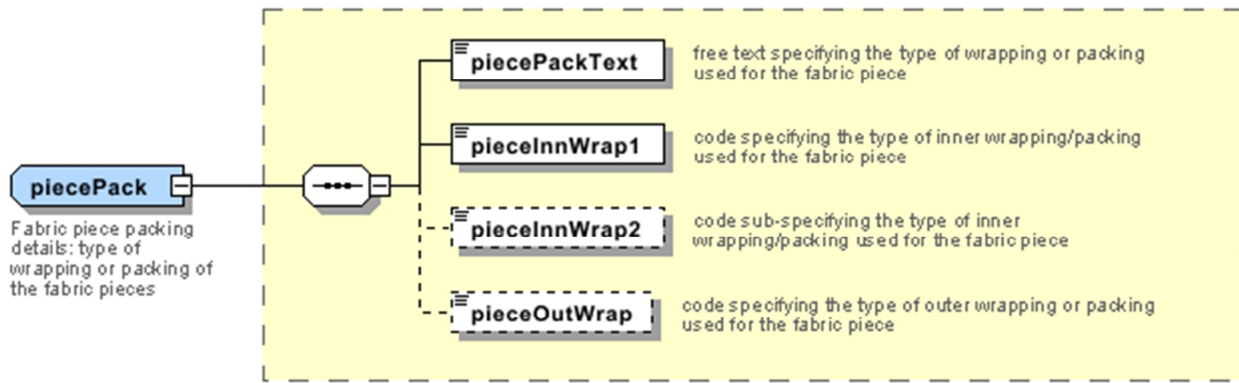 piecePackText
free text specifying the type of wrapping or packing
used for the fabric piece
pieceInnWrap1
code specifying the type of inner wrapping/packing
used for the fabric piece
piecePack
Fabric piece packing
details: type of
wrapping or packing of
the fabric pieces
pieceInnWrap2
code sub-specifying the type of inner
wrapping/packing used for the fabric piece
pieceOutWrap
code specifying the type of outer wrapping or packing
used for the fabric piece